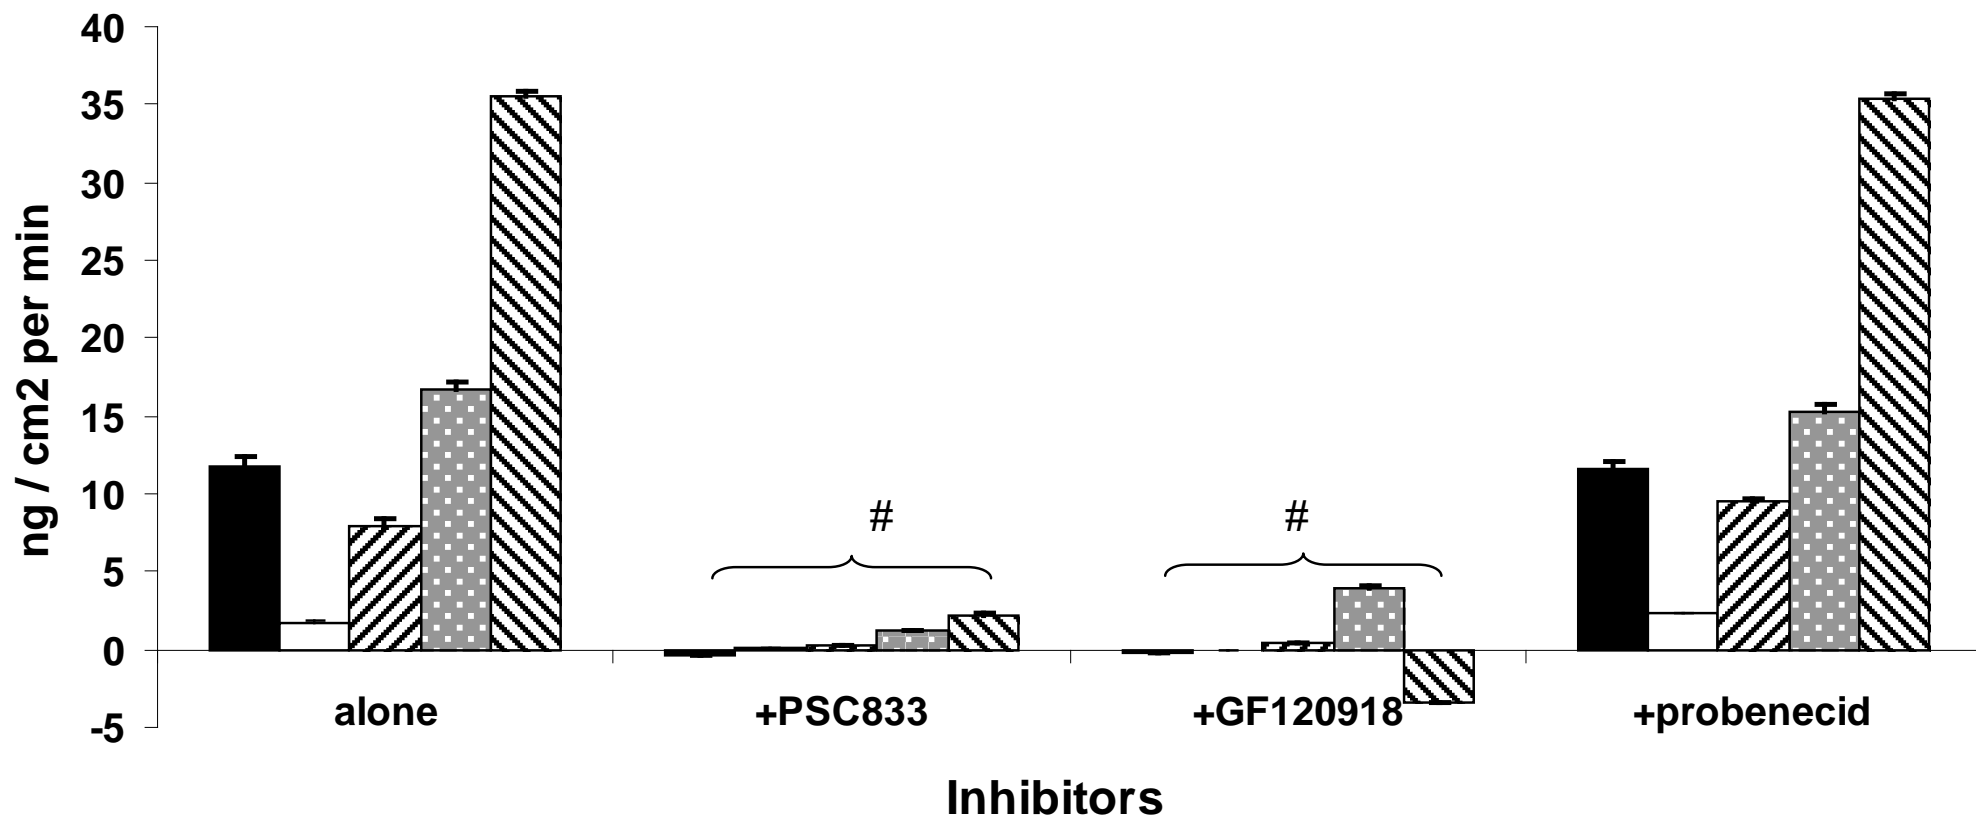 40
35
30
25
20
15
10
5
0
-5
ng / cm2 per min
#
#
alone
+PSC833
+GF120918
+probenecid
Inhibitors